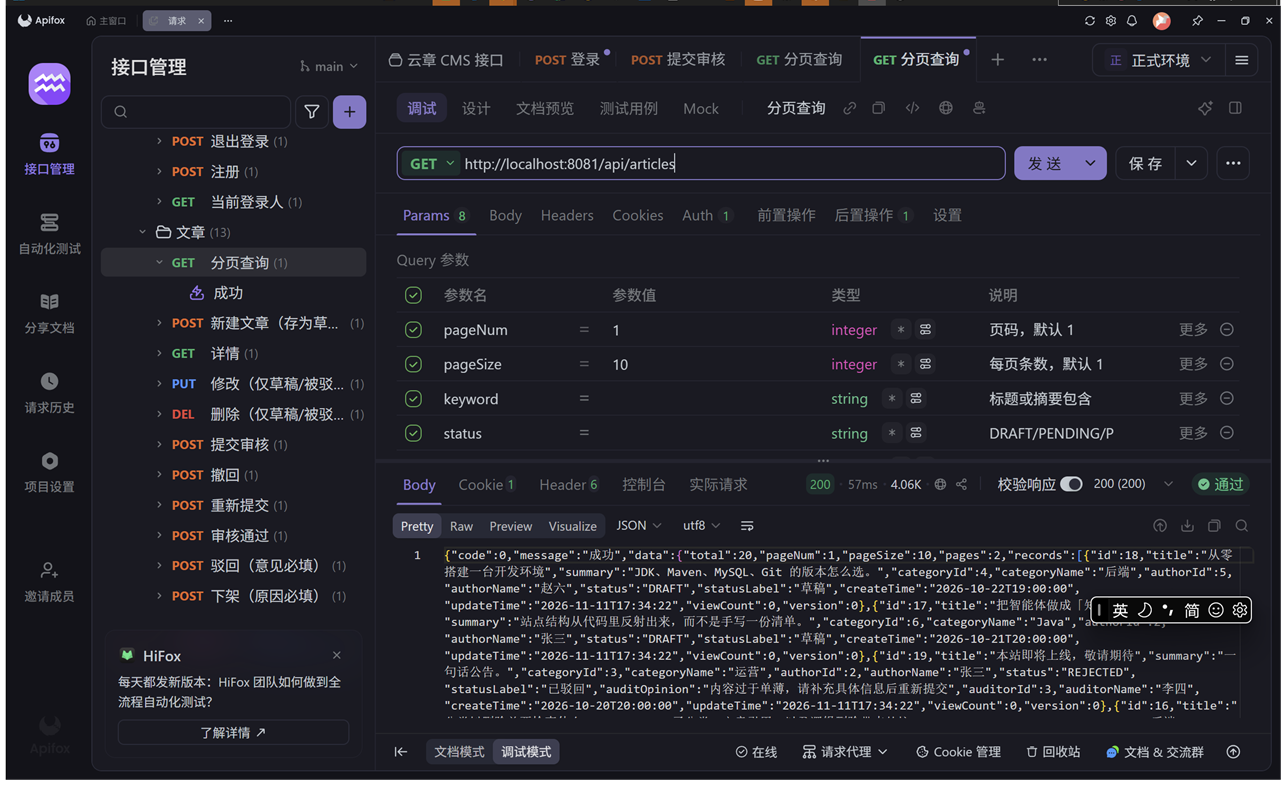 Apifox
主窗口
请求
接口管理
main
云章 CMS 接口
POST 登录
POST 提交审核
GET 分页查询
GET 分页查询
正 正式环境
调试 设计 文档预览 测试用例 Mock 分页查询
接口管理
自动化测试
分享文档
请求历史
项目设置
邀请成员
Apifox
POST 退出登录 (1)
POST 注册 (1)
GET 当前登录人 (1)
文章 (13)
GET 分页查询 (1)
成功
POST 新建文章（存为草... (1)
GET 详情 (1)
PUT 修改（仅草稿/被驳... (1)
DEL 删除（仅草稿/被驳... (1)
POST 提交审核 (1)
POST 撤回 (1)
POST 重新提交 (1)
POST 审核通过 (1)
POST 驳回（意见必填） (1)
POST 下架（原因必填） (1)
HiFox
每天都发新版本：HiFox 团队如何做到全
流程自动化测试?
了解详情 ↗
GET http://localhost:8081/api/articles
发 送
保 存
Params 8 Body Headers Cookies Auth 1 前置操作 后置操作 1 设置
Query 参数
参数名 参数值 类型 说明
pageNum = 1 integer * 页码，默认 1 更多
pageSize = 10 integer * 每页条数，默认 1 更多
keyword = string * 标题或摘要包含 更多
status = string * DRAFT/PENDING/P 更多
Body Cookie 1 Header 6 控制台 实际请求 200 · 57ms · 4.06K 校验响应 200 (200) 通过
Pretty Raw Preview Visualize JSON utf8
1 {"code":0,"message":"成功","data":{"total":20,"pageNum":1,"pageSize":10,"pages":2,"records":[{"id":18,"title":"从零
搭建一台开发环境","summary":"JDK、Maven、MySQL、Git 的版本怎么选。","categoryId":4,"categoryName":"后端","authorId":5,
"authorName":"赵六","status":"DRAFT","statusLabel":"草稿","createTime":"2026-10-22T19:00:00",
"updateTime":"2026-11-11T17:34:22","viewCount":0,"version":0},{"id":17,"title":"把智能体做成「
"summary":"站点结构从代码里反射出来，而不是手写一份清单。","categoryId":6,"categoryName":"Java",
"authorName":"张三","status":"DRAFT","statusLabel":"草稿","createTime":"2026-10-21T20:00:00",
"updateTime":"2026-11-11T17:34:22","viewCount":0,"version":0},{"id":19,"title":"本站即将上线，敬请期待","summary":"一
句话公告。","categoryId":3,"categoryName":"运营","authorId":2,"authorName":"张三","status":"REJECTED",
"statusLabel":"已驳回","auditOpinion":"内容过于单薄，请补充具体信息后重新提交","auditorId":3,"auditorName":"李四",
"createTime":"2026-10-20T20:00:00","updateTime":"2026-11-11T17:34:22","viewCount":0,"version":0},{"id":16,"title":"
英 简
文档模式 调试模式
在线 请求代理 Cookie 管理 回收站 文档 & 交流群